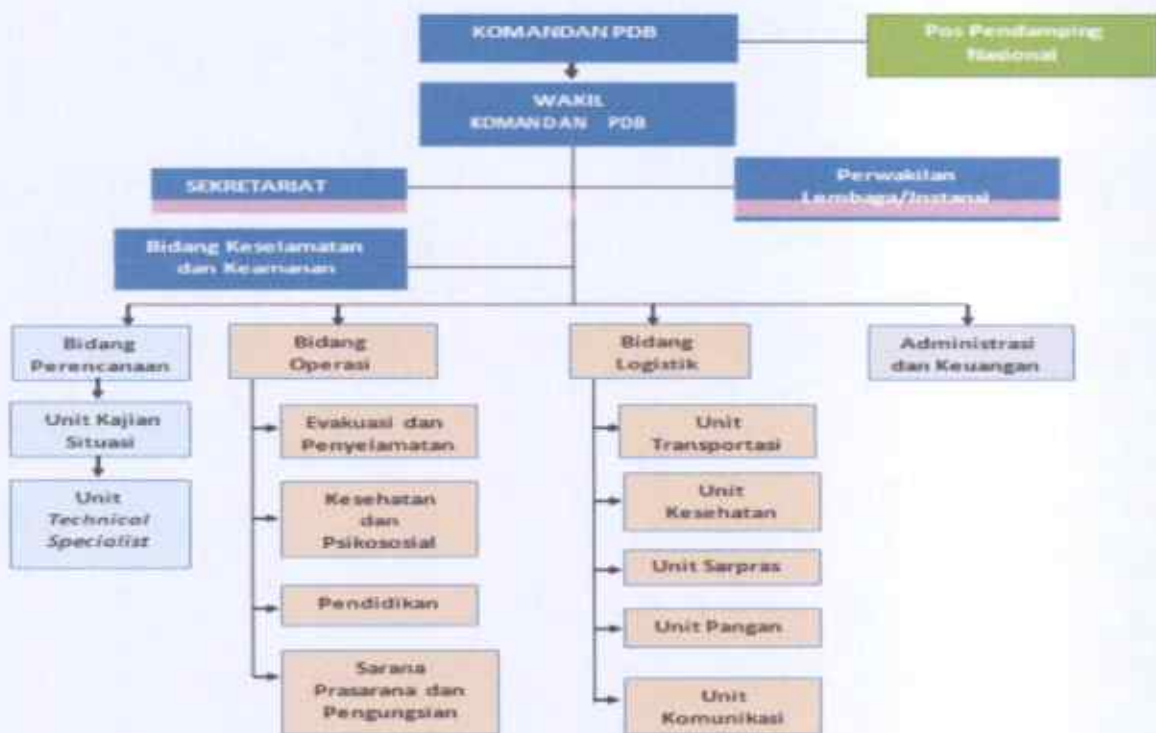 KOMANDAN PDB
Pos Pendamping
Nasional
WAKIL
KOMANDAN PDB
SEKRETARIAT
Perwakilan
Lembaga/Instansi
Bidang Keselamatan
dan Keamanan
Bidang
Perencanaan
Bidang
Operasi
Bidang
Logistik
Administrasi
dan Keuangan
Unit Kajian
Situasi
Unit
Technical
Specialist
Evakuasi dan
Penyelamatan
Kesehatan
dan
Psikososial
Pendidikan
Sarana
Prasarana dan
Pengungsian
Unit
Transportasi
Unit
Kesehatan
Unit Sarpras
Unit Pangan
Unit
Komunikasi